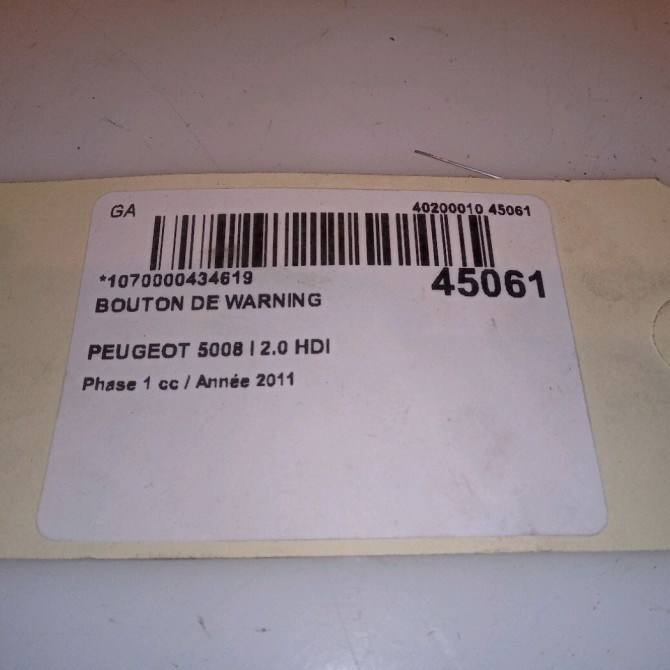 GA 40200010 45061
*1070000434619 45061
BOUTON DE WARNING
PEUGEOT 5008 I 2.0 HDI
Phase 1 cc / Année 2011